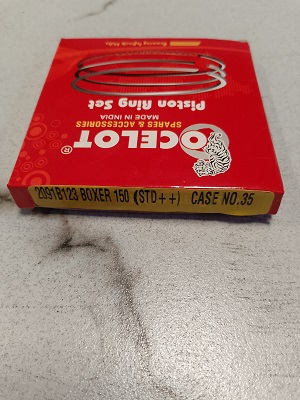 Piston Ring Set
MADE IN INDIA
SPARES & ACCESSORIES
OCELOT®
2091B123 BOXER 150 (STD++) CASE NO.35